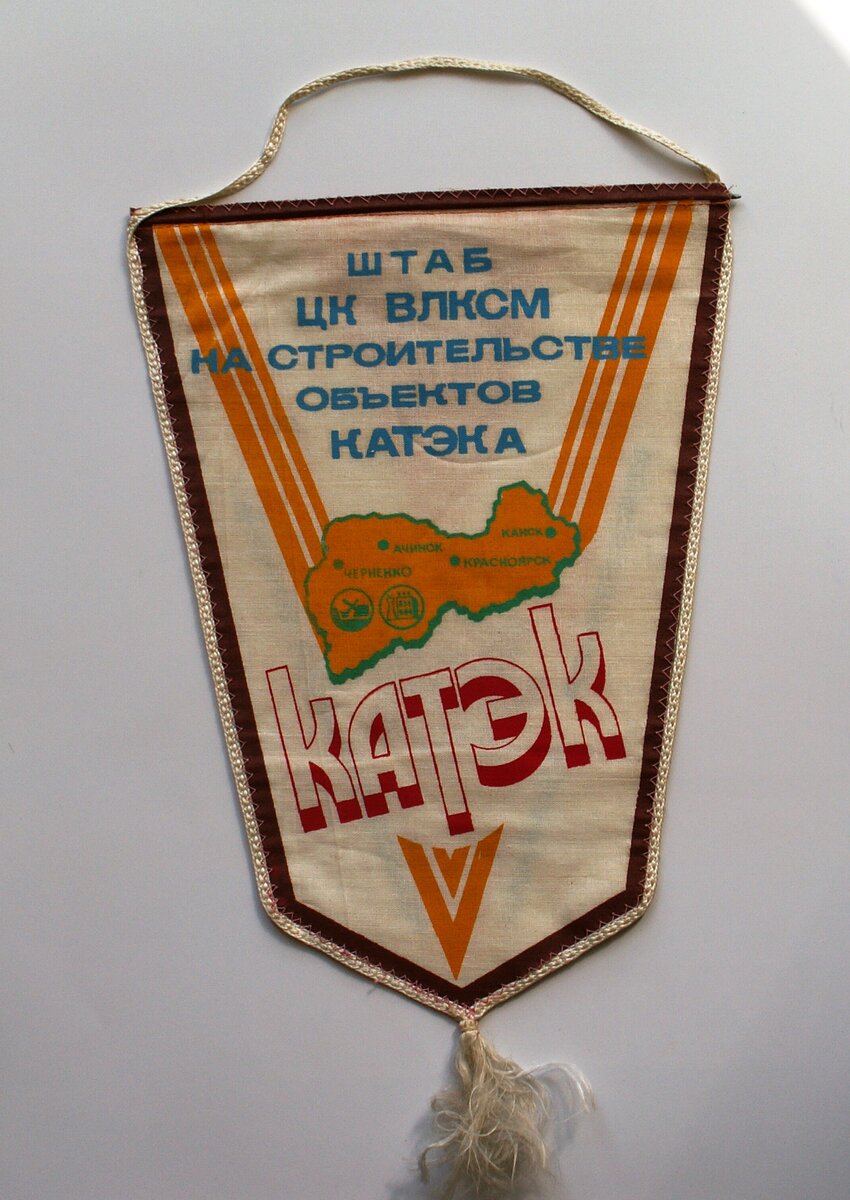 ШТАБ
ЦК ВЛКСМ
НА СТРОИТЕЛЬСТВЕ
ОБЪЕКТОВ
КАТЭКА
КАНСК
АЧИНСК
КРАСНОЯРСК
ЧЕРНЕНКО
КАТЭК